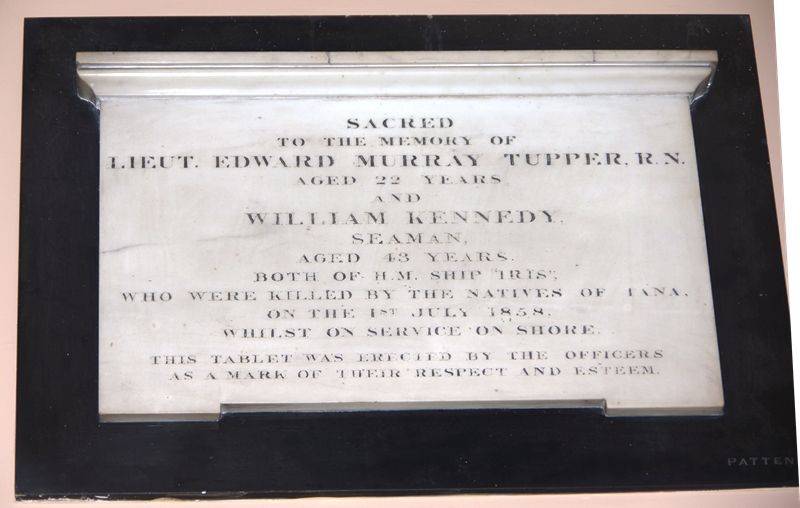 SACRED
TO THE MEMORY OF
LIEUT. EDWARD MURRAY TUPPER, R.N.
AGED 22 YEARS
AND
WILLIAM KENNEDY,
SEAMAN,
AGED 43 YEARS.
BOTH OF H.M. SHIP "IRIS",
WHO WERE KILLED BY THE NATIVES OF TANA,
ON THE 1ST JULY 1858,
WHILST ON SERVICE ON SHORE.
THIS TABLET WAS ERECTED BY THE OFFICERS
AS A MARK OF THEIR RESPECT AND ESTEEM.
PATTEN